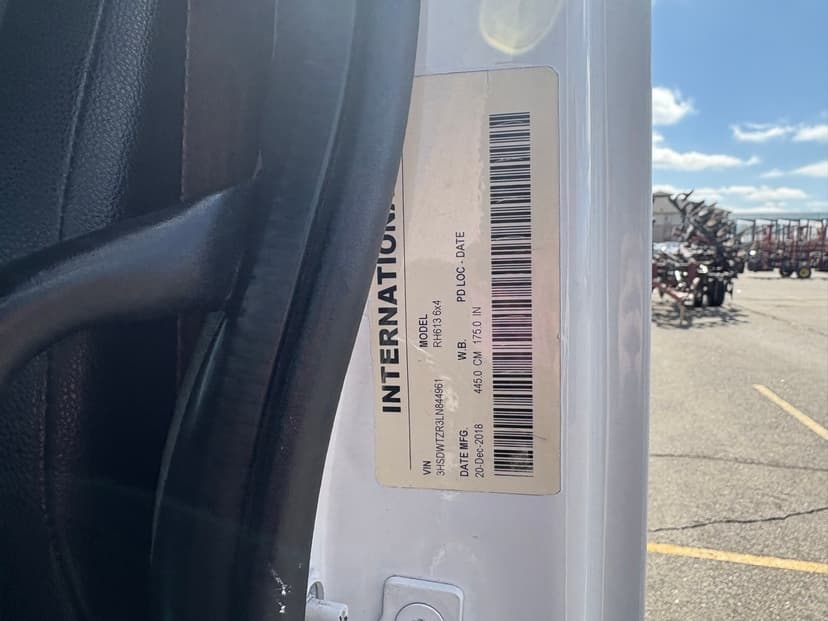 INTERNATIONA
VIN MODEL
3HSDWTZR3LN844961 RH613 6x4
DATE MFG. W.B. PD LOC - DATE
20-Dec-2018 445.0 CM 175.0 IN